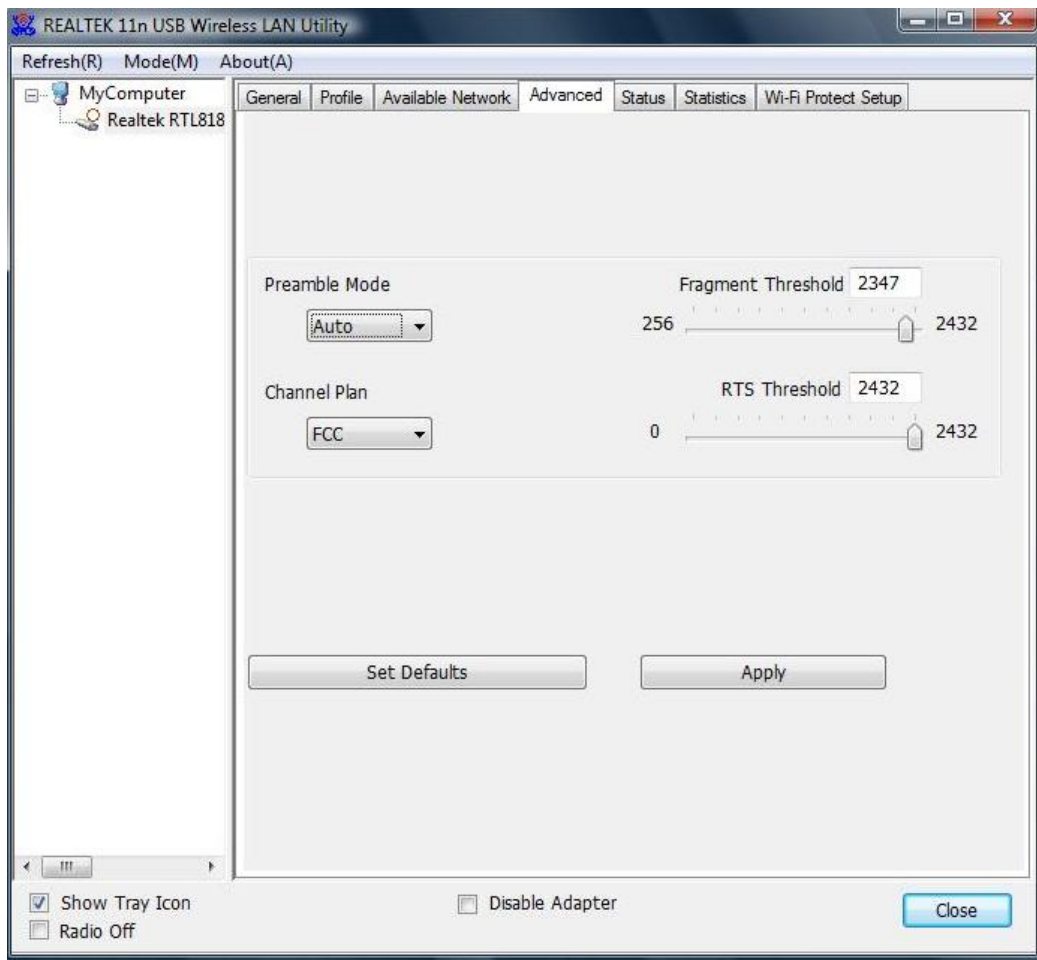 REALTEK 11n USB Wireless LAN Utility
Refresh(R) Mode(M) About(A)
MyComputer
Realtek RTL818
General Profile Available Network Advanced Status Statistics Wi-Fi Protect Setup
Preamble Mode
Auto
Fragment Threshold 2347
256 2432
Channel Plan
FCC
RTS Threshold 2432
0 2432
Set Defaults Apply
Show Tray Icon
Radio Off
Disable Adapter
Close